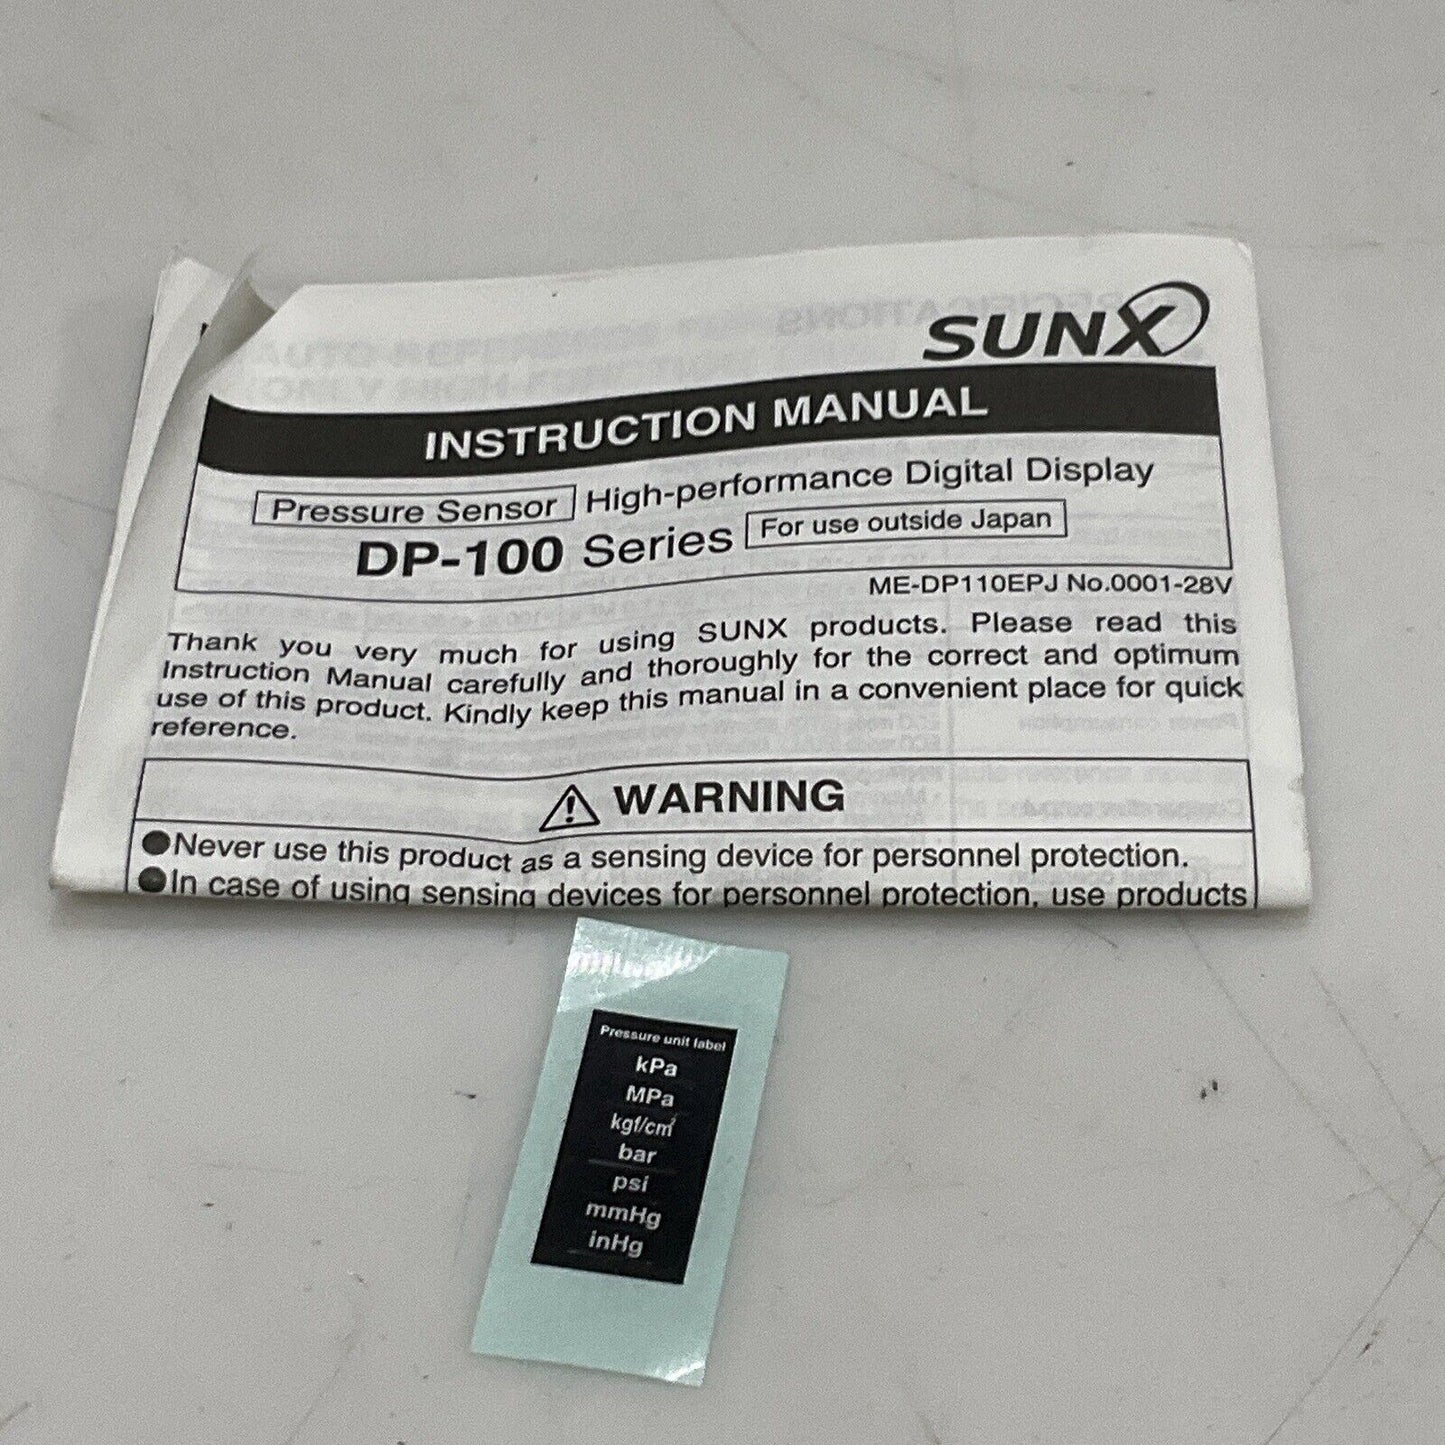 SUNX
INSTRUCTION MANUAL
Pressure Sensor High-performance Digital Display
DP-100 Series For use outside Japan
ME-DP110EPJ No.0001-28V
Thank you very much for using SUNX products. Please read this
Instruction Manual carefully and thoroughly for the correct and optimum
use of this product. Kindly keep this manual in a convenient place for quick
reference.
WARNING
●Never use this product as a sensing device for personnel protection.
●In case of using sensing devices for personnel protection, use products
Pressure unit label
kPa
MPa
kgf/cm²
bar
psi
mmHg
inHg